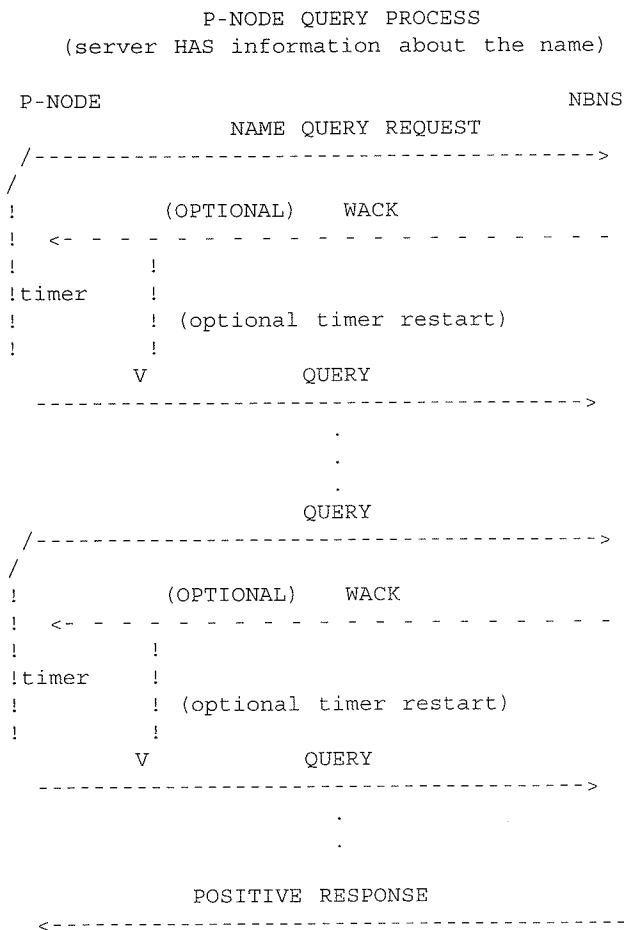 P-NODE QUERY PROCESS
(server HAS information about the name)
P-NODE NBNS
NAME QUERY REQUEST
/--------------------------------------->
/
! (OPTIONAL) WACK
! <- - - - - - - - - - - - - - - - - - - -
! !
!timer !
! ! (optional timer restart)
! !
V QUERY
--------------------------------------->
.
.
.
QUERY
/--------------------------------------->
/
! (OPTIONAL) WACK
! <- - - - - - - - - - - - - - - - - - - -
! !
!timer !
! ! (optional timer restart)
! !
V QUERY
--------------------------------------->
.
.
POSITIVE RESPONSE
<----------------------------------------